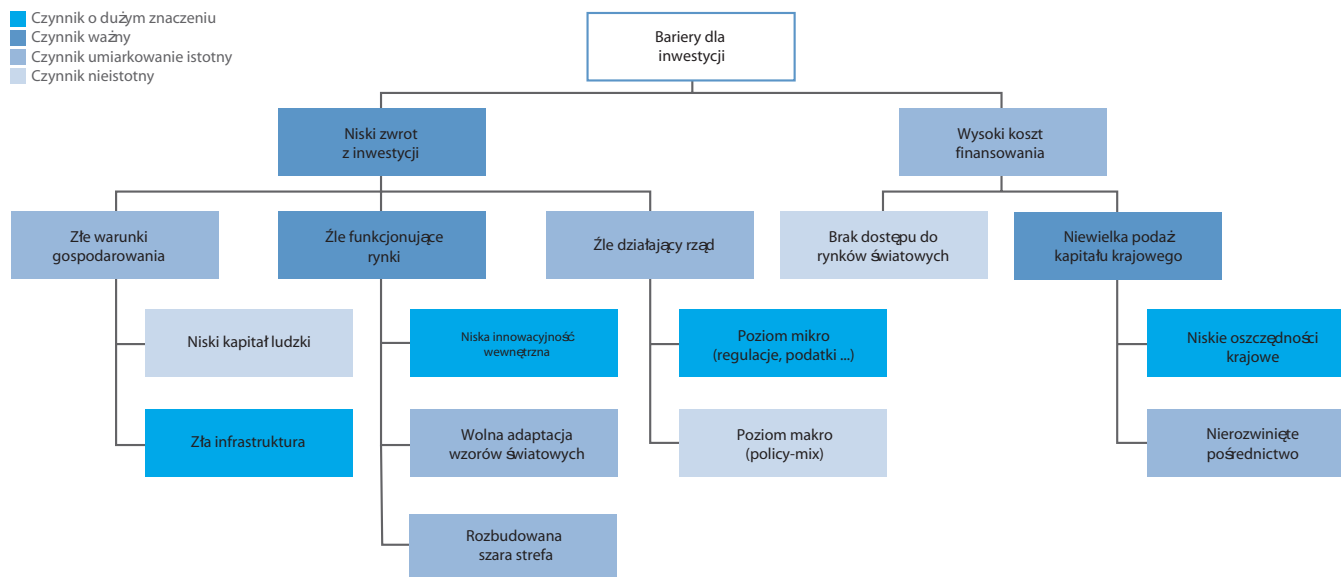 Czynnik o dużym znaczeniu
Czynnik ważny
Czynnik umiarkowanie istotny
Czynnik nieistotny
Bariery dla
inwestycji
Niski zwrot
z inwestycji
Wysoki koszt
finansowania
Złe warunki
gospodarowania
Źle funkcjonujące
rynki
Źle działający rząd
Brak dostępu do
rynków światowych
Niewielka podaż
kapitału krajowego
Niski kapitał ludzki
Niska innowacyjność
wewnętrzna
Poziom mikro
(regulacje, podatki ...)
Niskie oszczędności
krajowe
Zła infrastruktura
Wolna adaptacja
wzorów światowych
Poziom makro
(policy-mix)
Nierozwinięte
pośrednictwo
Rozbudowana
szara strefa